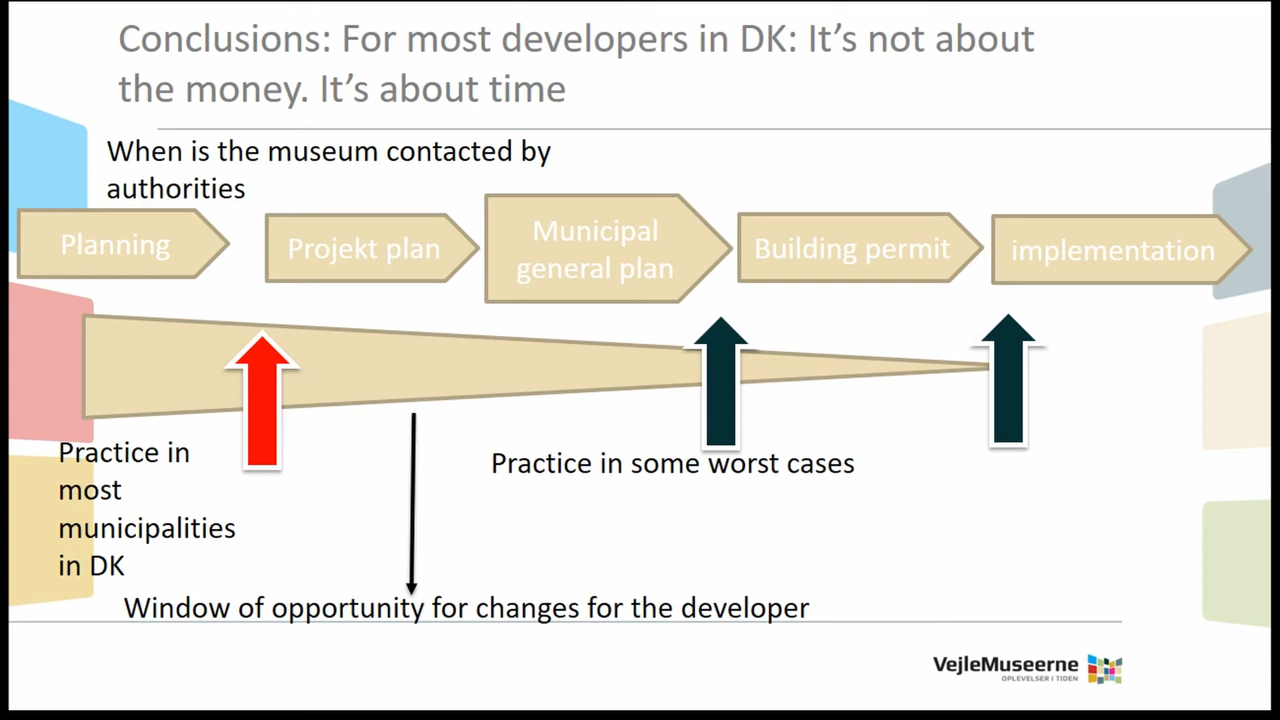 Conclusions: For most developers in DK: It's not about
the money. It's about time
When is the museum contacted by
authorities
Planning
Projekt plan
Municipal
general plan
Building permit
implementation
Practice in
most
municipalities
in DK
Practice in some worst cases
Window of opportunity for changes for the developer
VejleMuseerne
OPLEVELSER I TIDEN